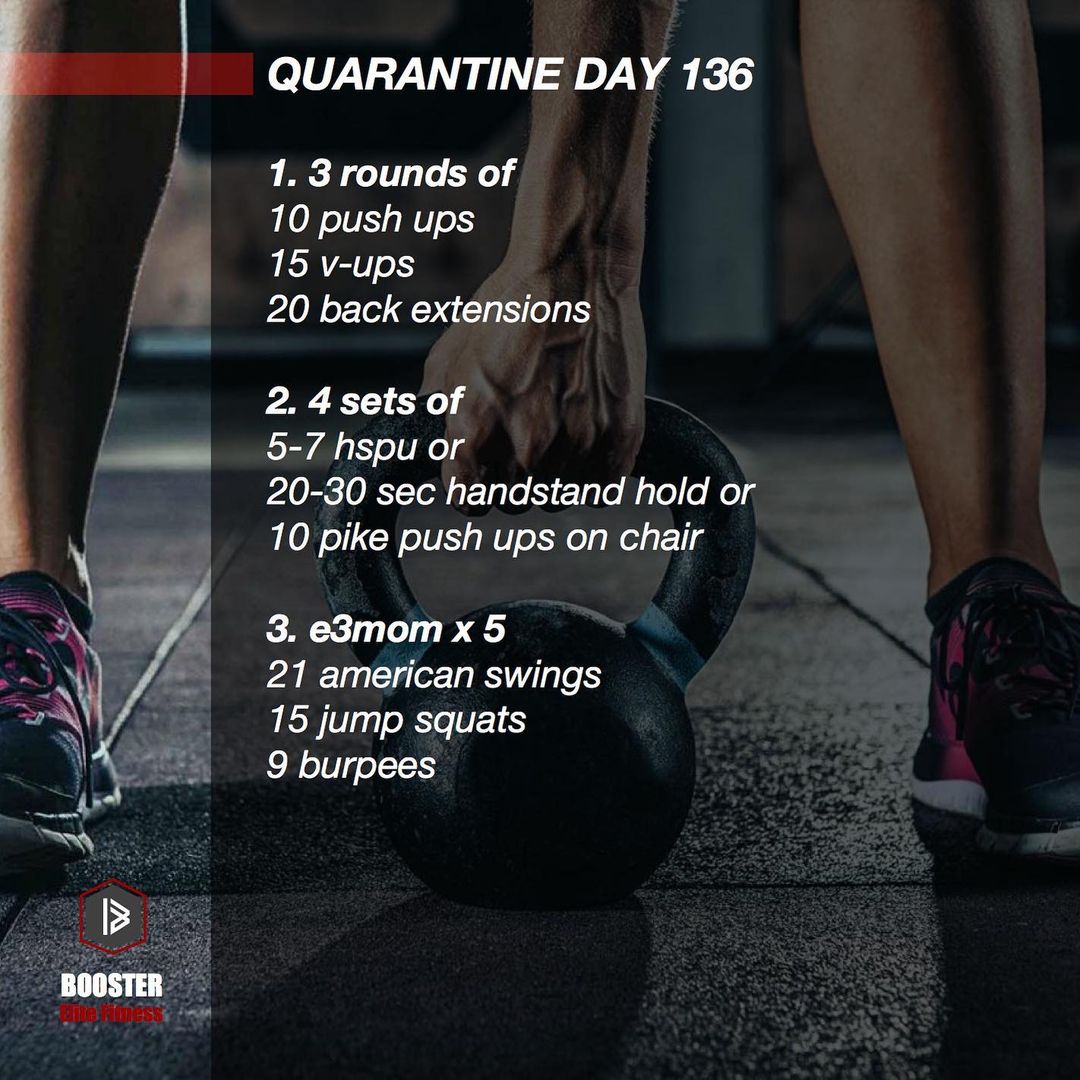 QUARANTINE DAY 136
1. 3 rounds of
10 push ups
15 v-ups
20 back extensions
2. 4 sets of
5-7 hspu or
20-30 sec handstand hold or
10 pike push ups on chair
3. e3mom x 5
21 american swings
15 jump squats
9 burpees
B
BOOSTER
Elite Fitness